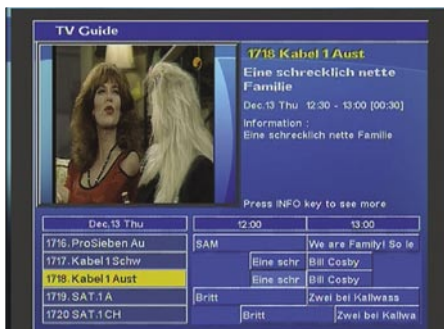 TV Guide
1718 Kabel 1 Aust
Eine schrecklich nette
Familie
Dec.13 Thu 12:30 - 13:00 [00:30]
Information :
Eine schrecklich nette Familie
Press INFO key to see more
Dec,13 Thu 12:00 13:00
1716. ProSieben Au SAM We are Family! So le
1717. Kabel 1 Schw Eine schr Bill Cosby
1718. Kabel 1 Aust Eine schr Bill Cosby
1719. SAT.1 A Britt Zwei bei Kallwass
1720 SAT.1 CH Britt Zwei bei Kallwa